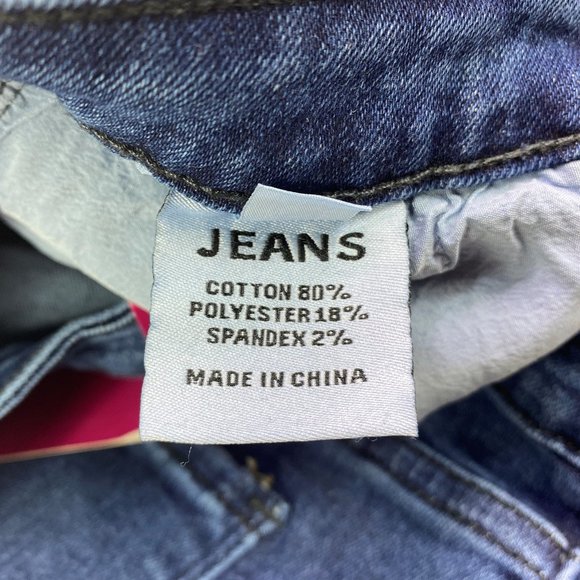 JEANS
COTTON 80%
POLYESTER 18%
SPANDEX 2%
MADE IN CHINA